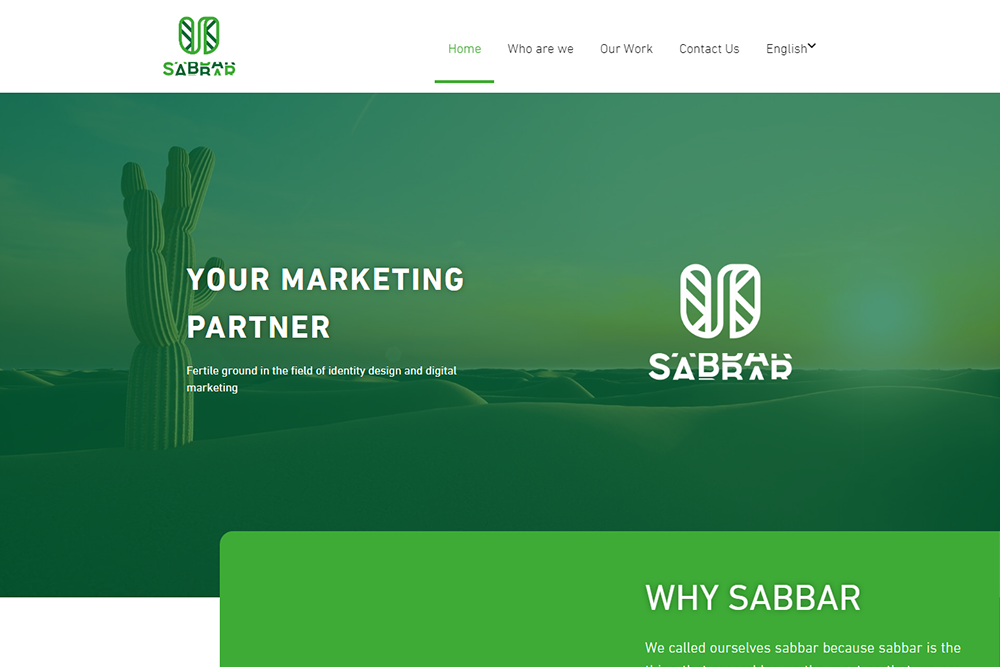 SABBAR
Home
Who are we
Our Work
Contact Us
English
YOUR MARKETING
PARTNER
Fertile ground in the field of identity design and digital
marketing
SABBAR
WHY SABBAR
We called ourselves sabbar because sabbar is the